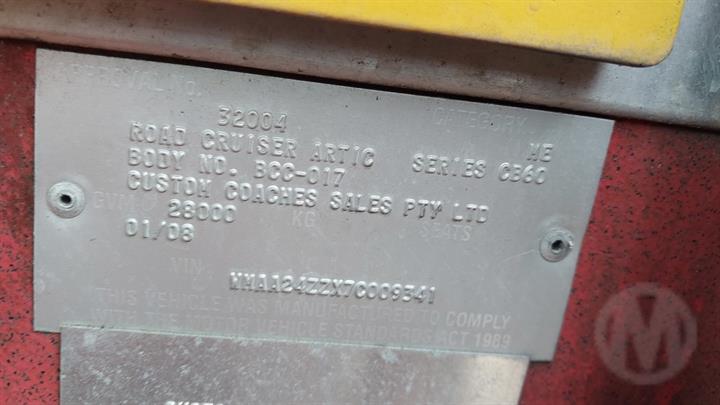 APPROVAL No. CATEGORY
32004 ME
ROAD CRUISER ARTIC SERIES CB60
BODY NO. BCC-017
CUSTOM COACHES SALES PTY LTD
GVM 28000 KG SEATS
01/08
VIN WMAA24ZZX7C009341
THIS VEHICLE WAS MANUFACTURED TO COMPLY
WITH THE MOTOR VEHICLE STANDARDS ACT 1989
M